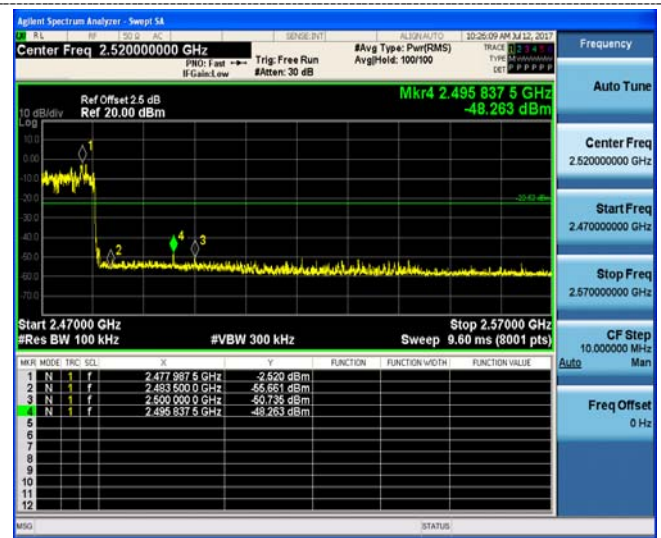 Agilent Spectrum Analyzer - Swept SA
RL RF 50 Ω AC SENSE:INT ALIGN AUTO 10:26:09 AM Jul 12, 2017
Center Freq 2.520000000 GHz #Avg Type: Pwr(RMS) TRACE 1 2 3 4 5 6
PNO: Fast Trig: Free Run Avg|Hold: 100/100 TYPE M
IFGain:Low #Atten: 30 dB DET P P P P P P
Frequency
Auto Tune
Center Freq
2.520000000 GHz
Start Freq
2.470000000 GHz
Stop Freq
2.570000000 GHz
CF Step
10.000000 MHz
Auto Man
Freq Offset
0 Hz
Mkr4 2.495 837 5 GHz
-48.263 dBm
Ref Offset 2.5 dB
10 dB/div Ref 20.00 dBm
Log
10.0
0.00
-10.0
-20.0
-30.0
-40.0
-50.0
-60.0
-70.0
1
2
4
3
Start 2.47000 GHz Stop 2.57000 GHz
#Res BW 100 kHz #VBW 300 kHz Sweep 9.60 ms (8001 pts)
MKR MODE TRC SCL X Y FUNCTION FUNCTION WIDTH FUNCTION VALUE
1 N 1 f 2.477 987 5 GHz -2.520 dBm
2 N 1 f 2.483 500 0 GHz -55.661 dBm
3 N 1 f 2.500 000 0 GHz -50.735 dBm
4 N 1 f 2.495 837 5 GHz -48.263 dBm
5
6
7
8
9
10
11
12
MSG STATUS